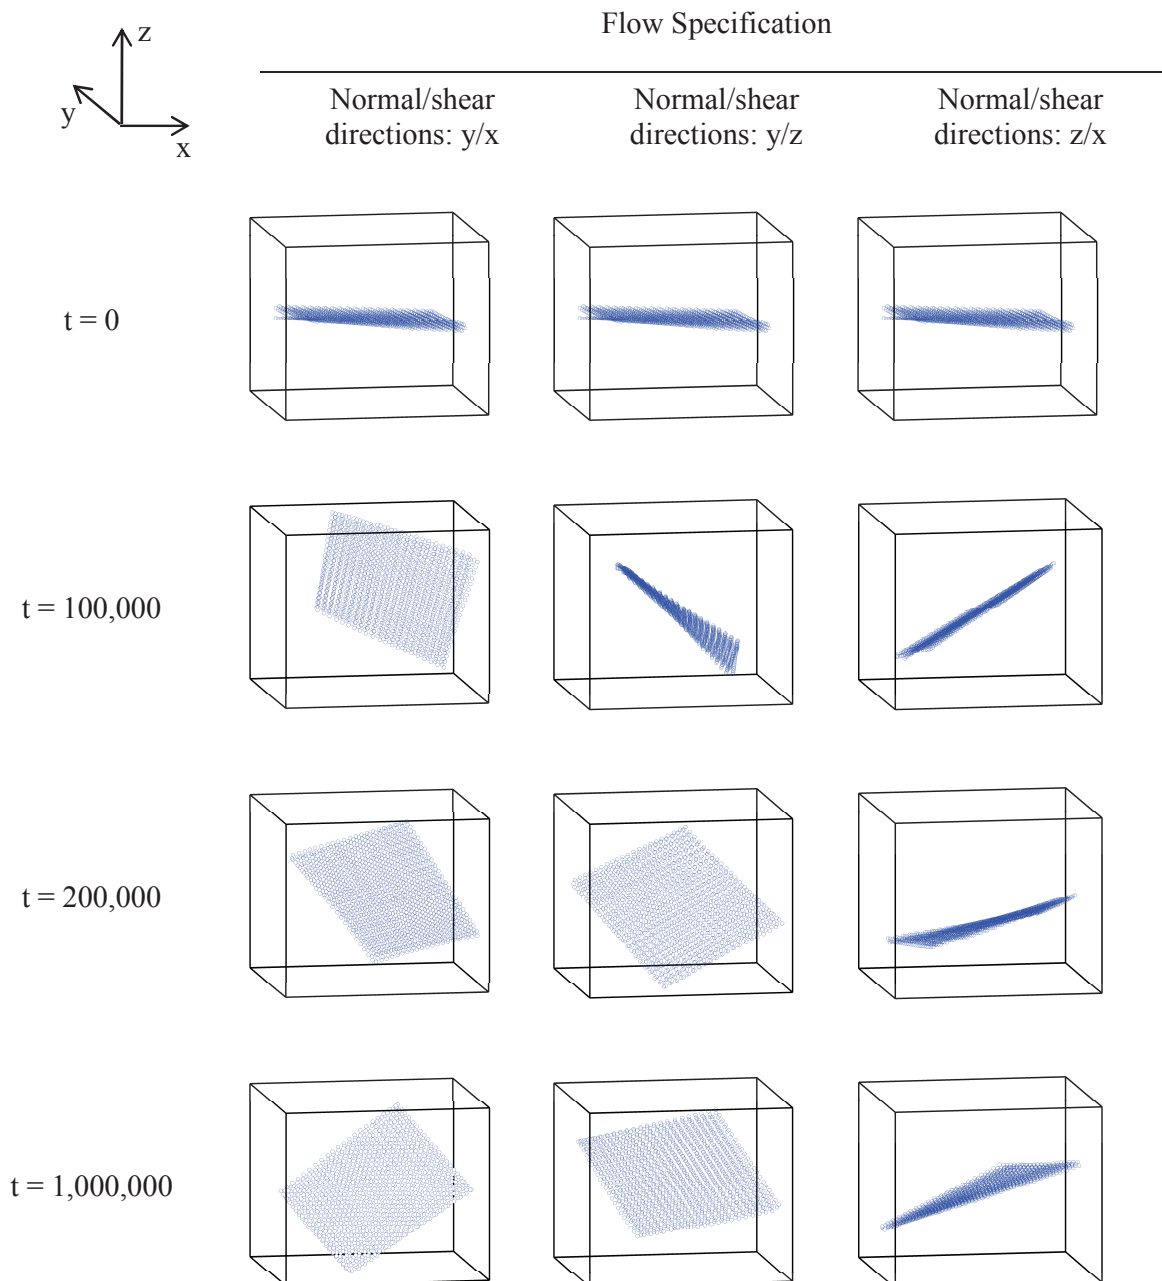 Flow Specification
z
y
x
Normal/shear
directions: y/x
Normal/shear
directions: y/z
Normal/shear
directions: z/x
t = 0
t = 100,000
t = 200,000
t = 1,000,000